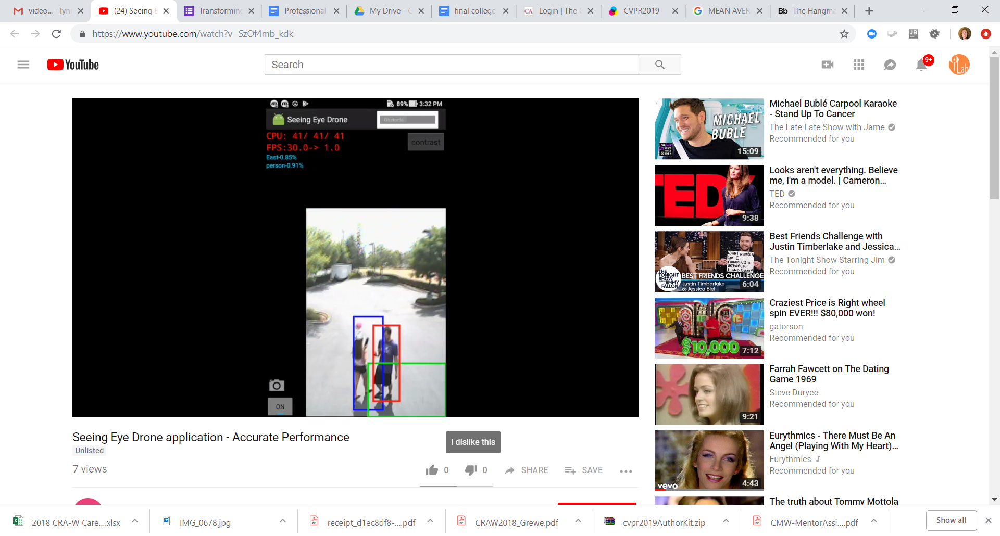 video... - lyn
(24) Seeing E
Transforming
Professional
My Drive - G
final college
Login | The C
CVPR2019
MEAN AVER
Bb The Hangma
https://www.youtube.com/watch?v=SzOf4mb_kdk
JB
YouTube
Search
9+
iLab
89% 3:32 PM
Seeing Eye Drone
Obstacle
CPU: 41/ 41/ 41
contrast
FPS:30.0-> 1.0
East-0.85%
person-0.91%
ON
Seeing Eye Drone application - Accurate Performance
Unlisted
I dislike this
7 views
0
0
SHARE
SAVE
MICHAEL
BUBLÉ
15:09
Michael Bublé Carpool Karaoke
- Stand Up To Cancer
The Late Late Show with Jame
Recommended for you
TED
9:38
Looks aren't everything. Believe
me, I'm a model. | Cameron...
TED
Recommended for you
WHAT NUMBER
AM I
THINKING OF
BETWEEN
1 AND 5000?
THE
TONIGHT
SHOW
JIMMY
FALLON
BEST FRIENDS CHALLENGE
Justin Timberlake
& Jessica Biel
6:04
Best Friends Challenge with
Justin Timberlake and Jessica...
The Tonight Show Starring Jim
Recommended for you
$10,000
7:12
Craziest Price is Right wheel
spin EVER!!! $80,000 won!
gatorson
Recommended for you
9:21
Farrah Fawcett on The Dating
Game 1969
Steve Duryee
Recommended for you
vevo
4:43
Eurythmics - There Must Be An
Angel (Playing With My Heart)...
Eurythmics
Recommended for you
The truth about Tommy Mottola
2018 CRA-W Care....xlsx
IMG_0678.jpg
receipt_d1ec8df8-....pdf
CRAW2018_Grewe.pdf
cvpr2019AuthorKit.zip
CMW-MentorAssi....pdf
Show all